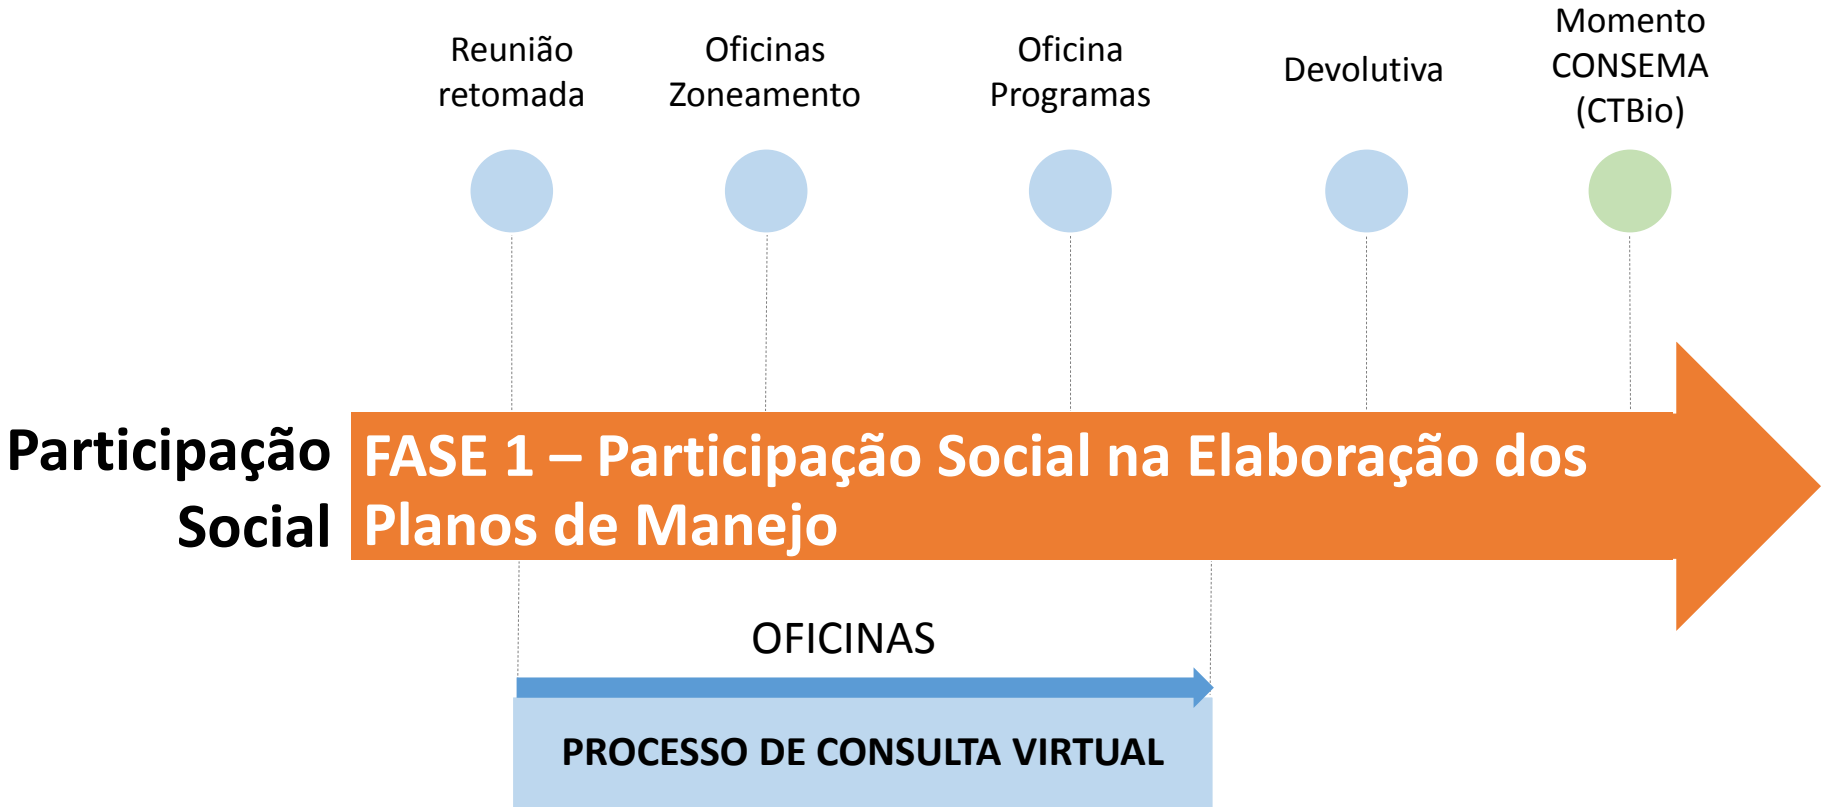 Reunião
retomada
Oficinas
Zoneamento
Oficina
Programas
Devolutiva
Momento
CONSEMA
(CTBio)
Participação
Social
FASE 1 – Participação Social na Elaboração dos
Planos de Manejo
OFICINAS
PROCESSO DE CONSULTA VIRTUAL